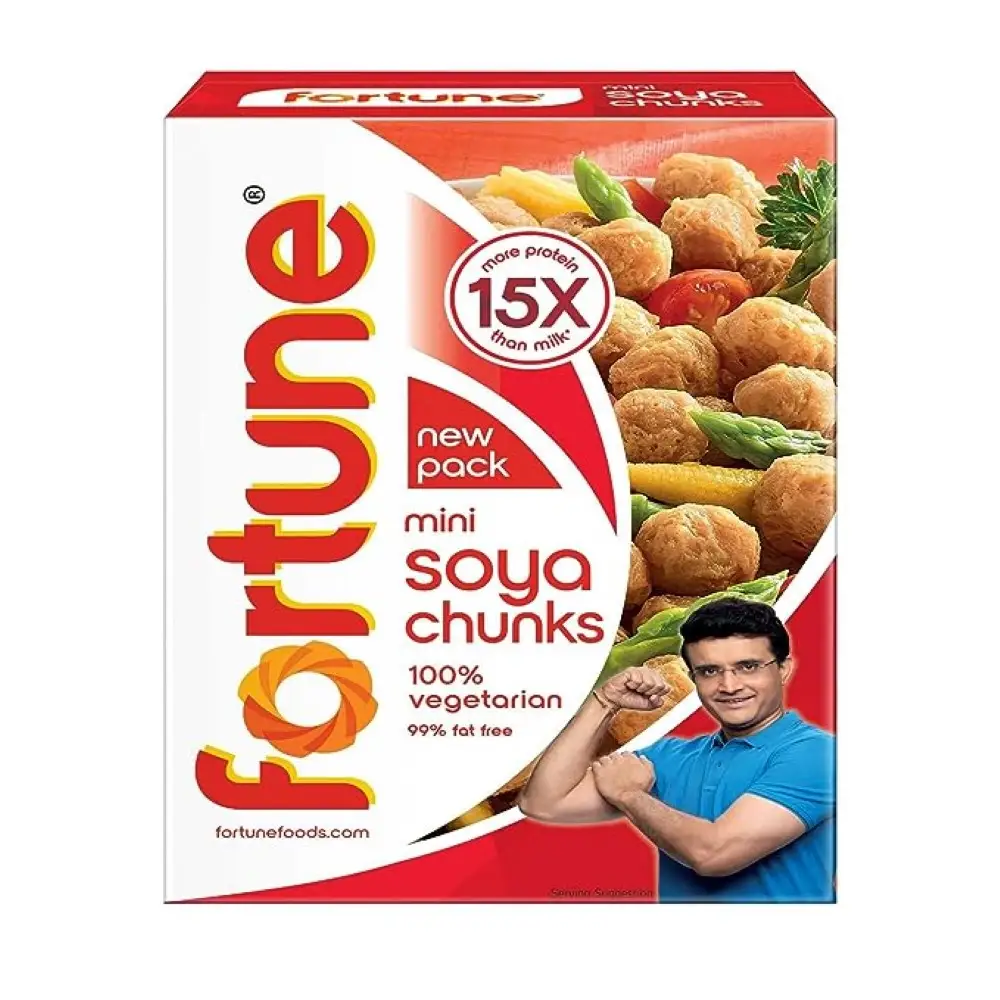 fortune
mini
soya
chunks
fortune®
more protein
15X
than milk*
new
pack
mini
soya
chunks
100%
vegetarian
99% fat free
fortunefoods.com
Serving Suggestion